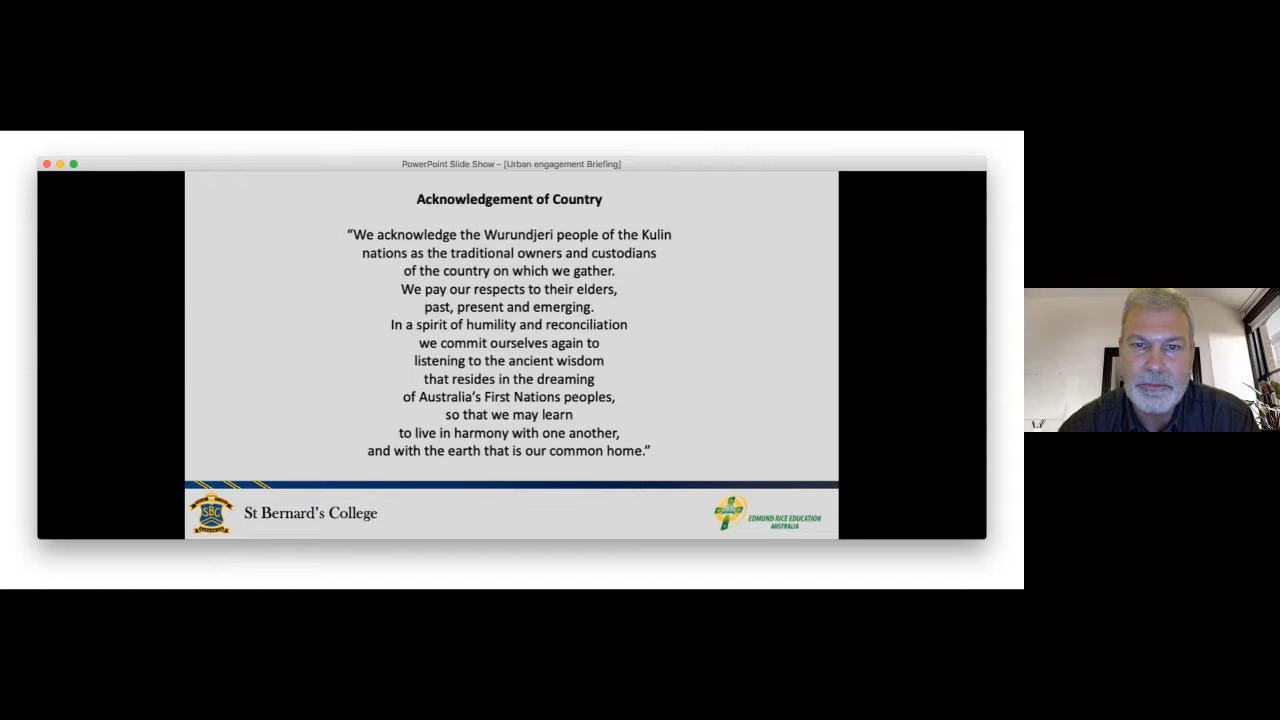 PowerPoint Slide Show – [Urban engagement Briefing]
Acknowledgement of Country
“We acknowledge the Wurundjeri people of the Kulin
nations as the traditional owners and custodians
of the country on which we gather.
We pay our respects to their elders,
past, present and emerging.
In a spirit of humility and reconciliation
we commit ourselves again to
listening to the ancient wisdom
that resides in the dreaming
of Australia’s First Nations peoples,
so that we may learn
to live in harmony with one another,
and with the earth that is our common home.”
SBC
St Bernard’s College
EDMUND RICE EDUCATION
AUSTRALIA